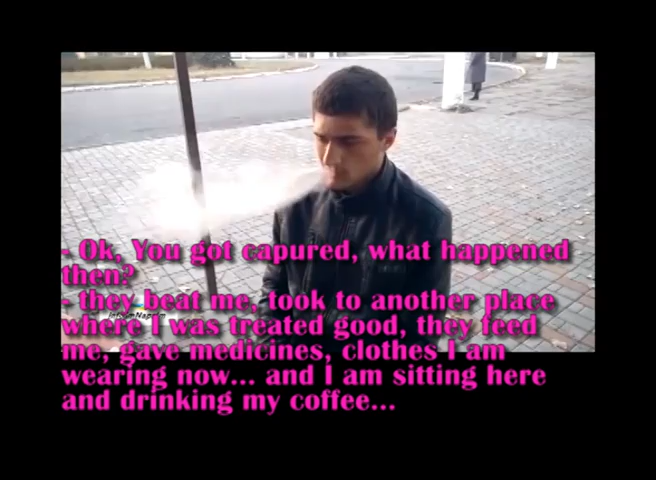 - Ok, You got capured, what happened
then?
- they beat me, took to another place
where I was treated good, they feed
me, gave medicines, clothes I am
wearing now... and I am sitting here
and drinking my coffee...